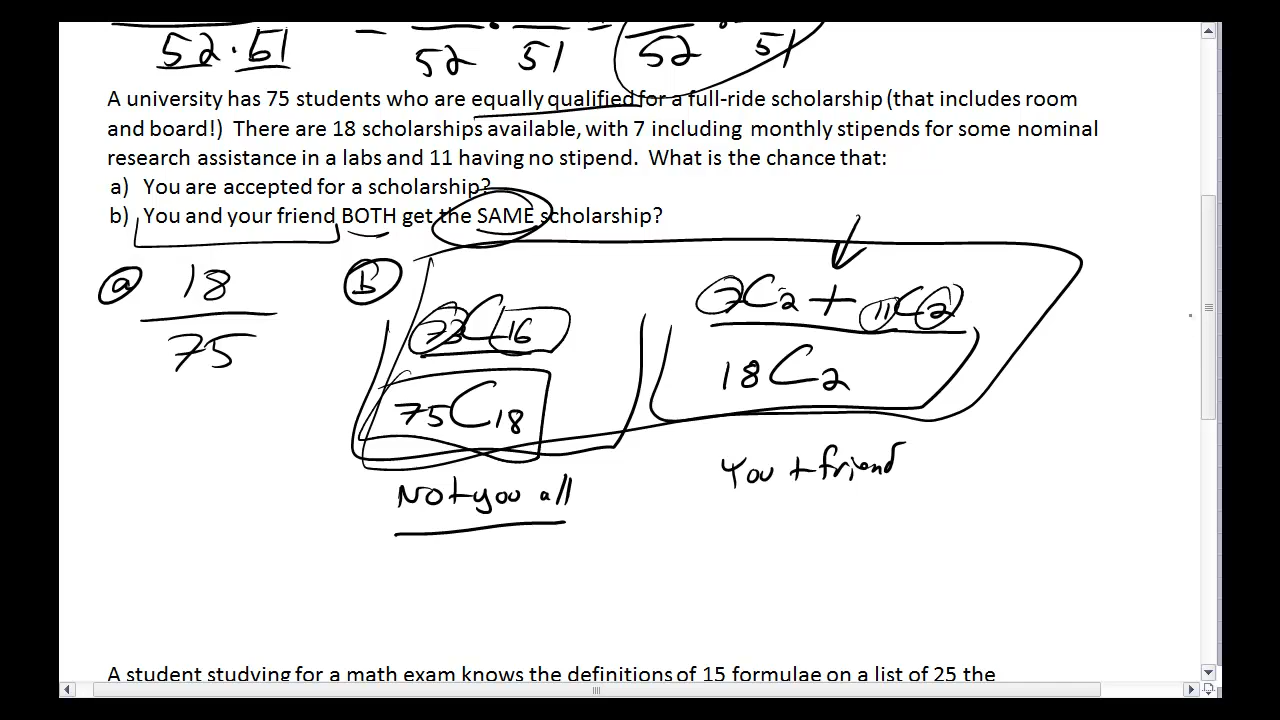 52 · 51 = 52 · 51 = 52 · 51
A university has 75 students who are equally qualified for a full-ride scholarship (that includes room
and board!) There are 18 scholarships available, with 7 including monthly stipends for some nominal
research assistance in a labs and 11 having no stipend. What is the chance that:
a) You are accepted for a scholarship?
b) You and your friend BOTH get the SAME scholarship?
a 18 B 73C16 7C2 + 11C2
75 75C18 18C2
Not you all You + friend
A student studying for a math exam knows the definitions of 15 formulae on a list of 25 the